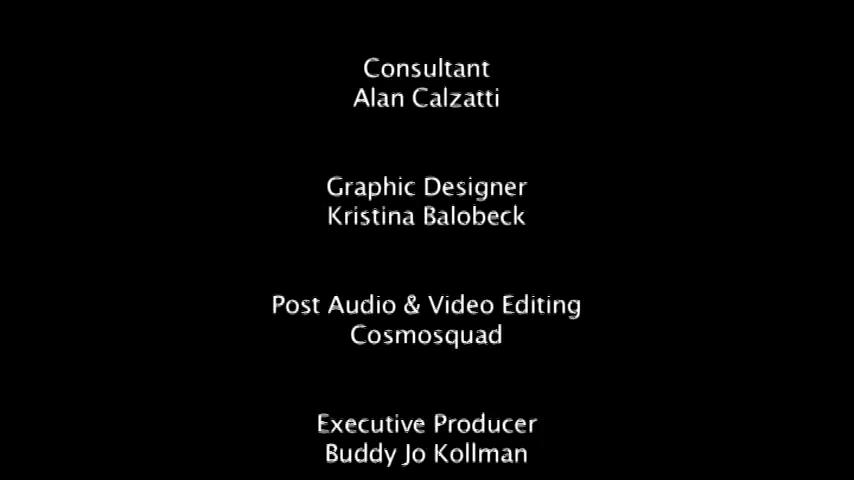 Consultant
Alan Calzatti
Graphic Designer
Kristina Balobeck
Post Audio & Video Editing
Cosmosquad
Executive Producer
Buddy Jo Kollman